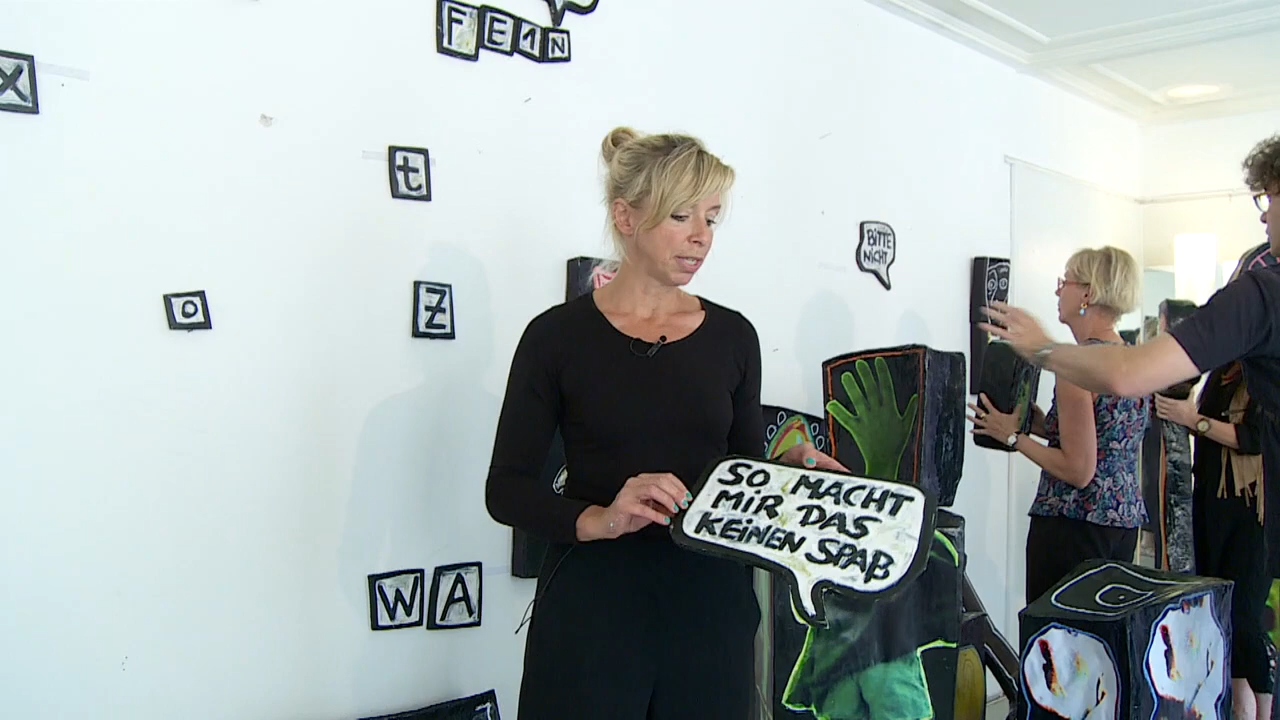 FE1N
X
t
BiTTE
NiCHT
o
Z
SO MACHT
MiR DAS
KEiNEN SPAß
WA